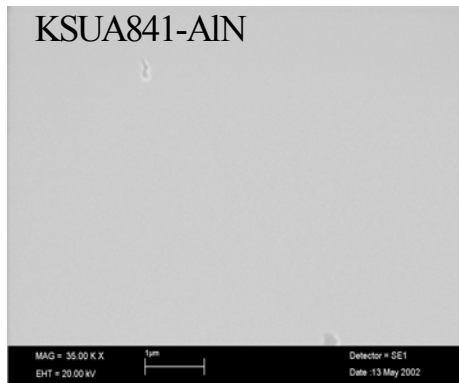 KSUA841-AlN
MAG = 35.00 K X
1µm
Detector = SE1
EHT = 20.00 kV
Date :13 May 2002